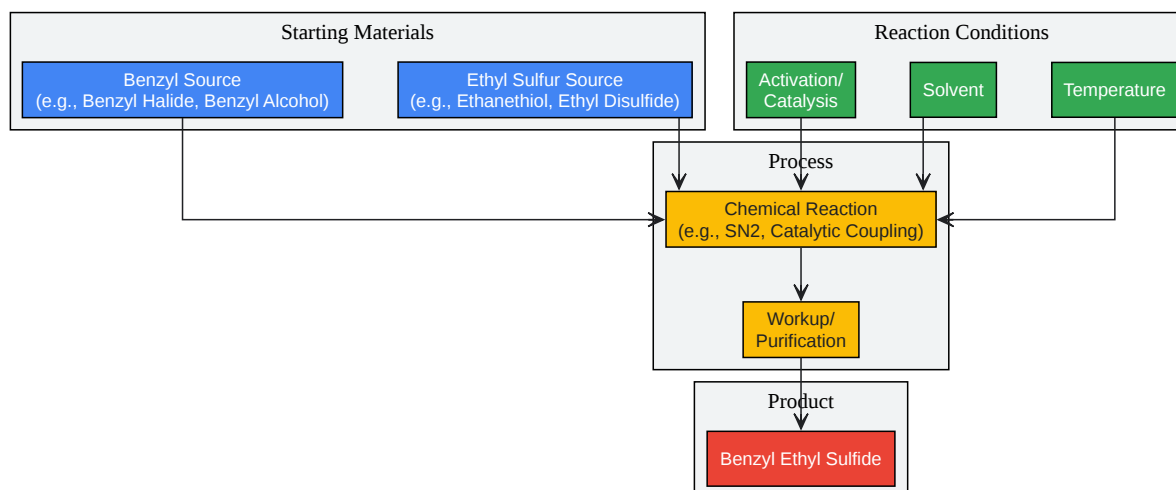 Starting Materials
Reaction Conditions
Benzyl Source
(e.g., Benzyl Halide, Benzyl Alcohol)
Ethyl Sulfur Source
(e.g., Ethanethiol, Ethyl Disulfide)
Activation/
Catalysis
Solvent
Temperature
Process
Chemical Reaction
(e.g., SN2, Catalytic Coupling)
Workup/
Purification
Product
Benzyl Ethyl Sulfide